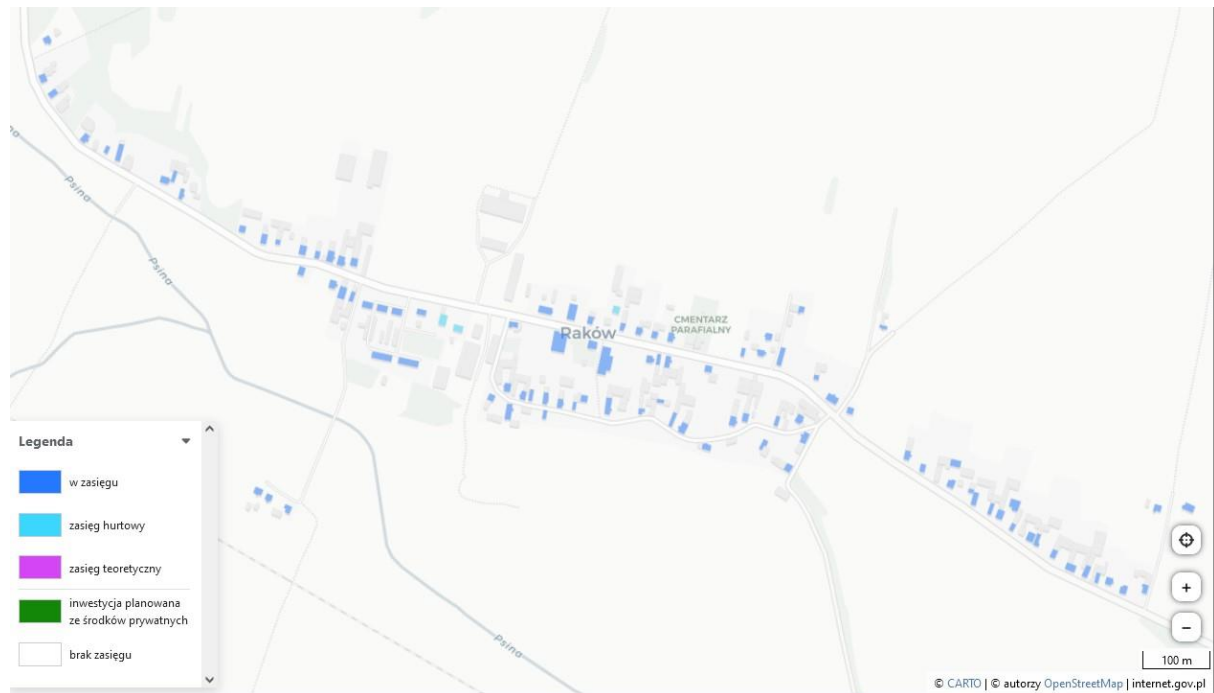 Psina
Psina
Psina
CMENTARZ
PARAFIALNY
Raków
Legenda
w zasięgu
zasięg hurtowy
zasięg teoretyczny
inwestycja planowana
ze środków prywatnych
brak zasięgu
Psina
+
−
100 m
© CARTO | © autorzy OpenStreetMap | internet.gov.pl